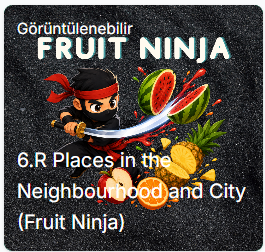 Görüntülenebilir
FRUIT NINJA
6.R Places in the
Neighbourhood and City
(Fruit Ninja)